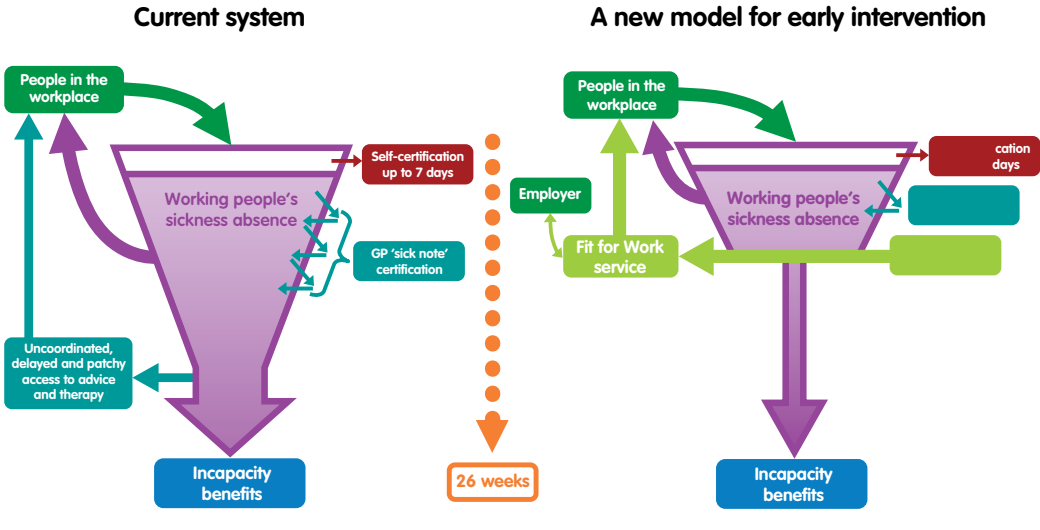 Current system
People in the
workplace
Self-certification
up to 7 days
Working people's
sickness absence
GP 'sick note'
certification
Uncoordinated,
delayed and patchy
access to advice
and therapy
Incapacity
benefits
26 weeks
A new model for early intervention
People in the
workplace
cation
days
Working people's
sickness absence
Employer
Fit for Work
service
Incapacity
benefits